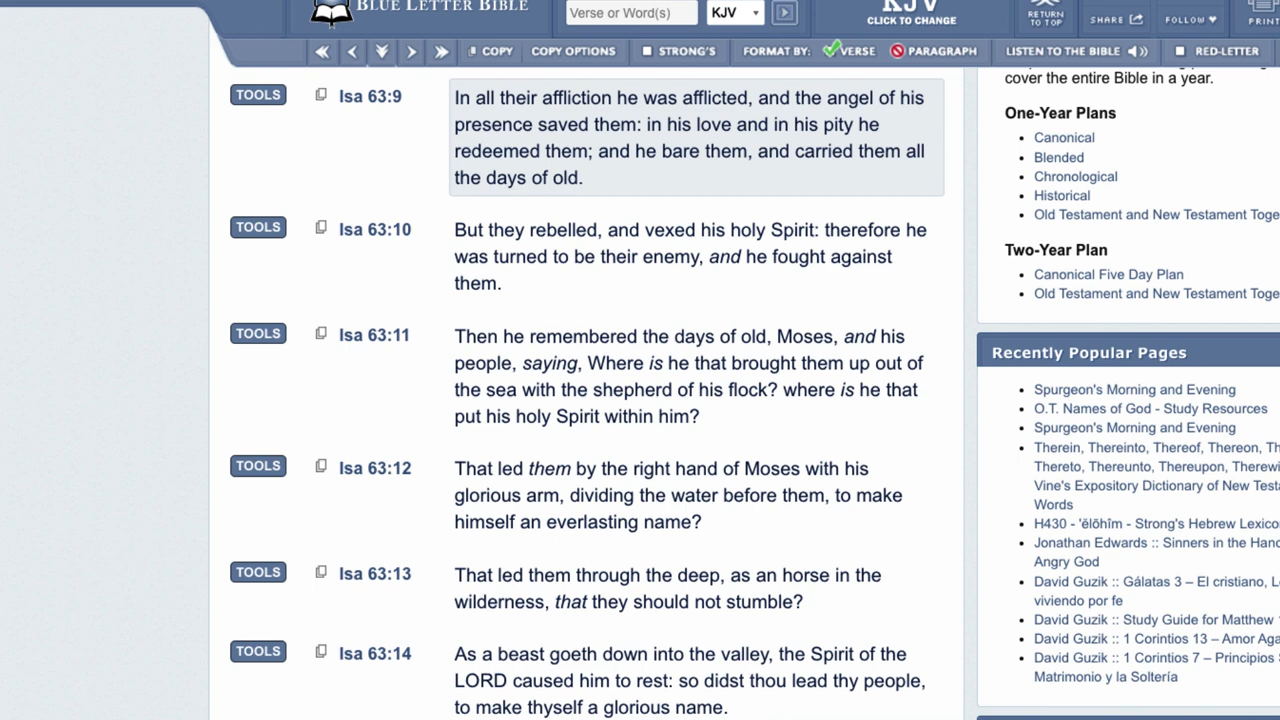 BLUE LETTER BIBLE
Verse or Word(s)
KJV
KJV
CLICK TO CHANGE
RETURN
TO TOP
SHARE
FOLLOW
PRINT
COPY
COPY OPTIONS
STRONG'S
FORMAT BY:
VERSE
PARAGRAPH
LISTEN TO THE BIBLE
RED-LETTER
TOOLS
Isa 63:9
In all their affliction he was afflicted, and the angel of his
presence saved them: in his love and in his pity he
redeemed them; and he bare them, and carried them all
the days of old.
TOOLS
Isa 63:10
But they rebelled, and vexed his holy Spirit: therefore he
was turned to be their enemy, and he fought against
them.
TOOLS
Isa 63:11
Then he remembered the days of old, Moses, and his
people, saying, Where is he that brought them up out of
the sea with the shepherd of his flock? where is he that
put his holy Spirit within him?
TOOLS
Isa 63:12
That led them by the right hand of Moses with his
glorious arm, dividing the water before them, to make
himself an everlasting name?
TOOLS
Isa 63:13
That led them through the deep, as an horse in the
wilderness, that they should not stumble?
TOOLS
Isa 63:14
As a beast goeth down into the valley, the Spirit of the
LORD caused him to rest: so didst thou lead thy people,
to make thyself a glorious name.
cover the entire Bible in a year.
One-Year Plans
Canonical
Blended
Chronological
Historical
Old Testament and New Testament Toge
Two-Year Plan
Canonical Five Day Plan
Old Testament and New Testament Toge
Recently Popular Pages
Spurgeon's Morning and Evening
O.T. Names of God - Study Resources
Spurgeon's Morning and Evening
Therein, Thereinto, Thereof, Thereon, Th
Thereto, Thereunto, Thereupon, Therewi
Vine's Expository Dictionary of New Testa
Words
H430 - 'ĕlōhîm - Strong's Hebrew Lexico
Jonathan Edwards :: Sinners in the Hand
Angry God
David Guzik :: Gálatas 3 – El cristiano, L
viviendo por fe
David Guzik :: Study Guide for Matthew
David Guzik :: 1 Corintios 13 – Amor Aga
David Guzik :: 1 Corintios 7 – Principios
Matrimonio y la Soltería